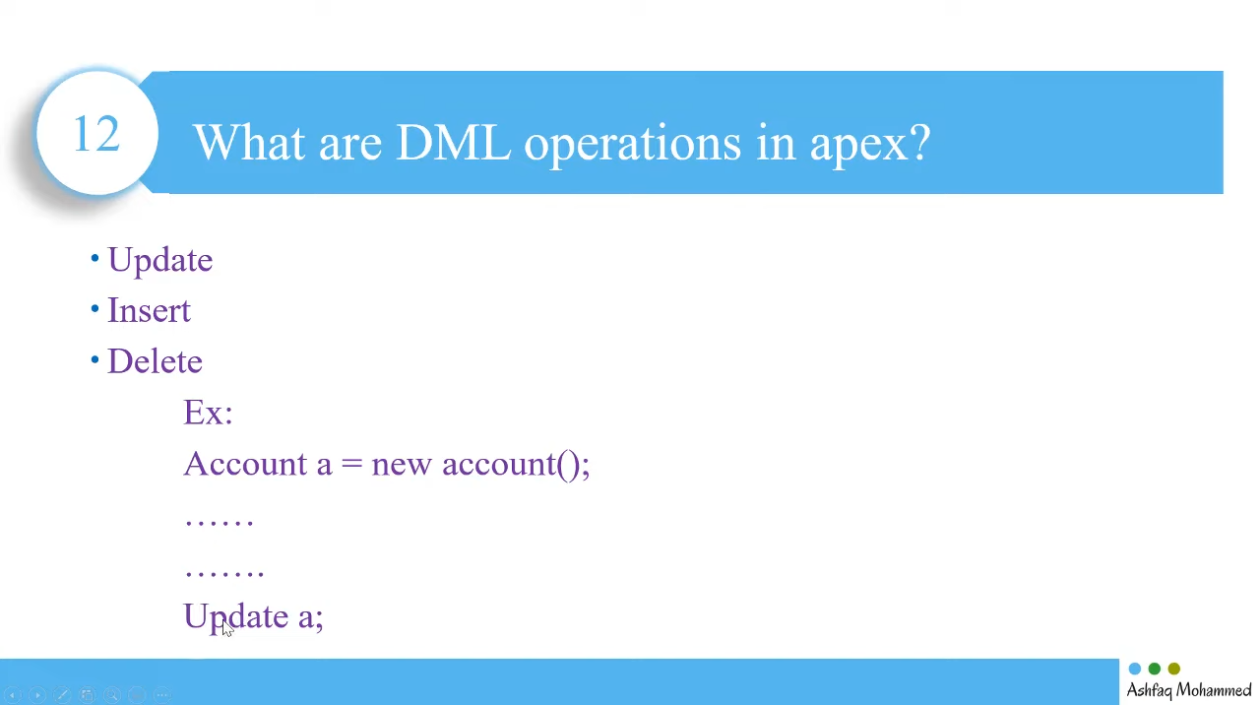 12
What are DML operations in apex?
• Update
• Insert
• Delete
Ex:
Account a = new account();
……
…….
Update a;
Ashfaq Mohammed